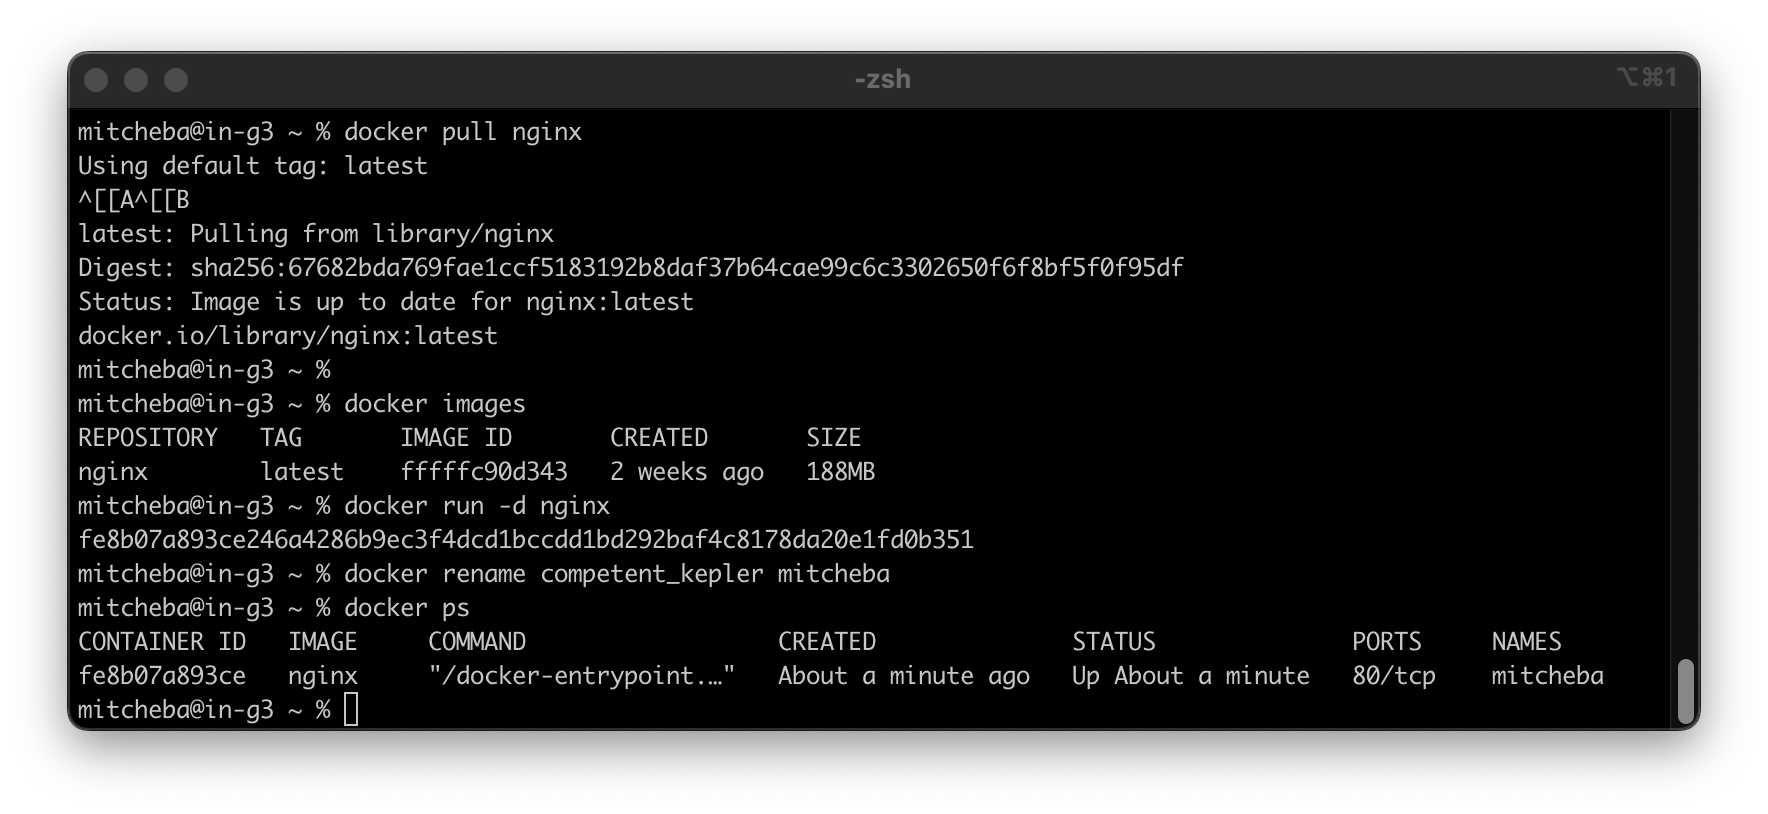 -zsh
⌥⌘1
mitcheba@in-g3 ~ % docker pull nginx
Using default tag: latest
^[[A^[[B
latest: Pulling from library/nginx
Digest: sha256:67682bda769fae1ccf5183192b8daf37b64cae99c6c3302650f6f8bf5f0f95df
Status: Image is up to date for nginx:latest
docker.io/library/nginx:latest
mitcheba@in-g3 ~ %
mitcheba@in-g3 ~ % docker images
REPOSITORY   TAG       IMAGE ID       CREATED       SIZE
nginx        latest    fffffc90d343   2 weeks ago   188MB
mitcheba@in-g3 ~ % docker run -d nginx
fe8b07a893ce246a4286b9ec3f4dcd1bccdd1bd292baf4c8178da20e1fd0b351
mitcheba@in-g3 ~ % docker rename competent_kepler mitcheba
mitcheba@in-g3 ~ % docker ps
CONTAINER ID   IMAGE     COMMAND                  CREATED              STATUS              PORTS     NAMES
fe8b07a893ce   nginx     "/docker-entrypoint.…"   About a minute ago   Up About a minute   80/tcp    mitcheba
mitcheba@in-g3 ~ %